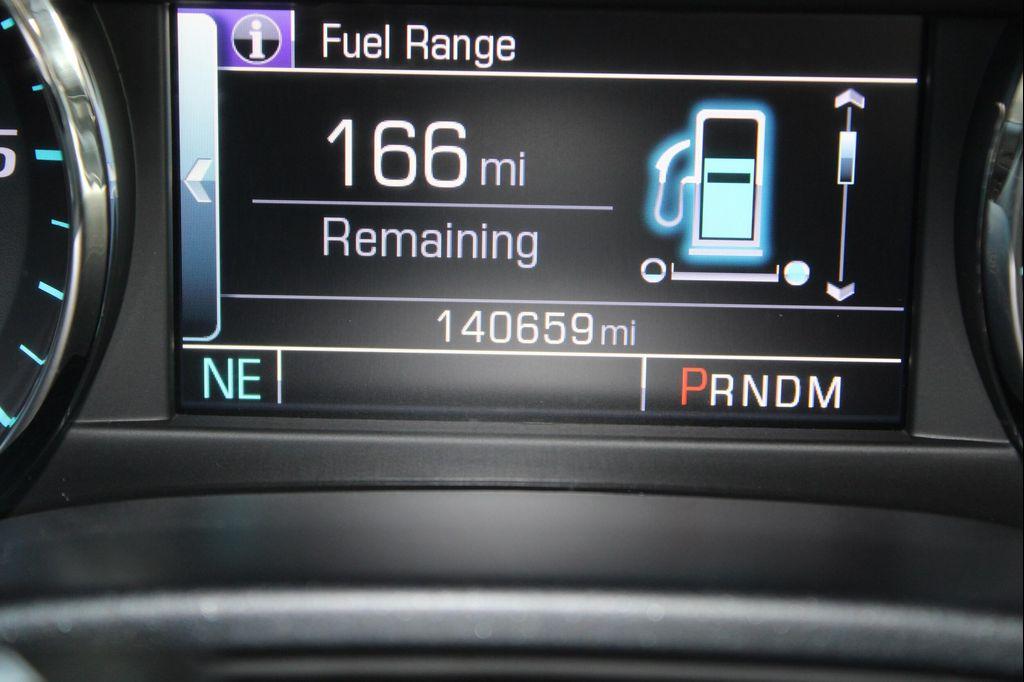 i Fuel Range
166 mi
Remaining
140659 mi
NE PRNDM